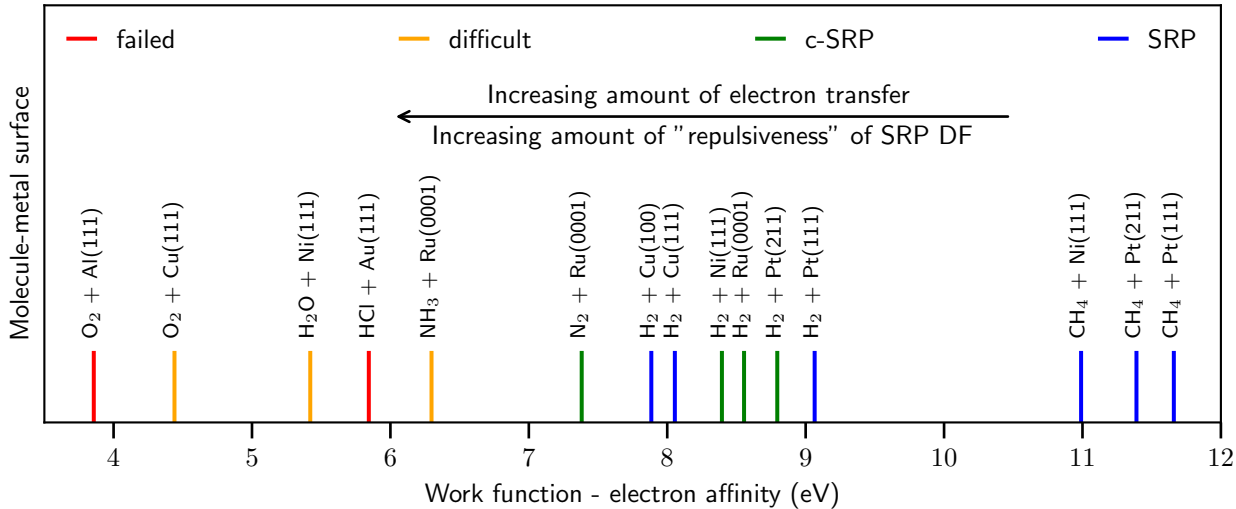 failed
difficult
c-SRP
SRP
Increasing amount of electron transfer
Increasing amount of "repulsiveness" of SRP DF
Molecule-metal surface
O₂ + Al(111)
O₂ + Cu(111)
H₂O + Ni(111)
HCl + Au(111)
NH₃ + Ru(0001)
N₂ + Ru(0001)
H₂ + Cu(100)
H₂ + Cu(111)
H₂ + Ni(111)
H₂ + Ru(0001)
H₂ + Pt(211)
H₂ + Pt(111)
CH₄ + Ni(111)
CH₄ + Pt(211)
CH₄ + Pt(111)
4 5 6 7 8 9 10 11 12
Work function - electron affinity (eV)